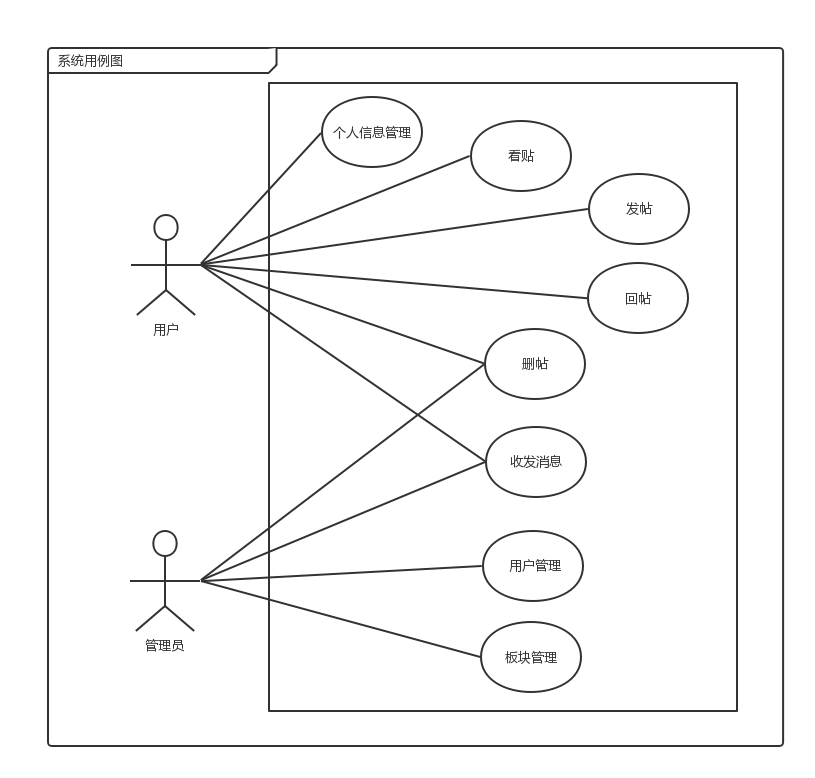 系统用例图
个人信息管理
看贴
发帖
回帖
用户
删帖
收发消息
用户管理
管理员
板块管理